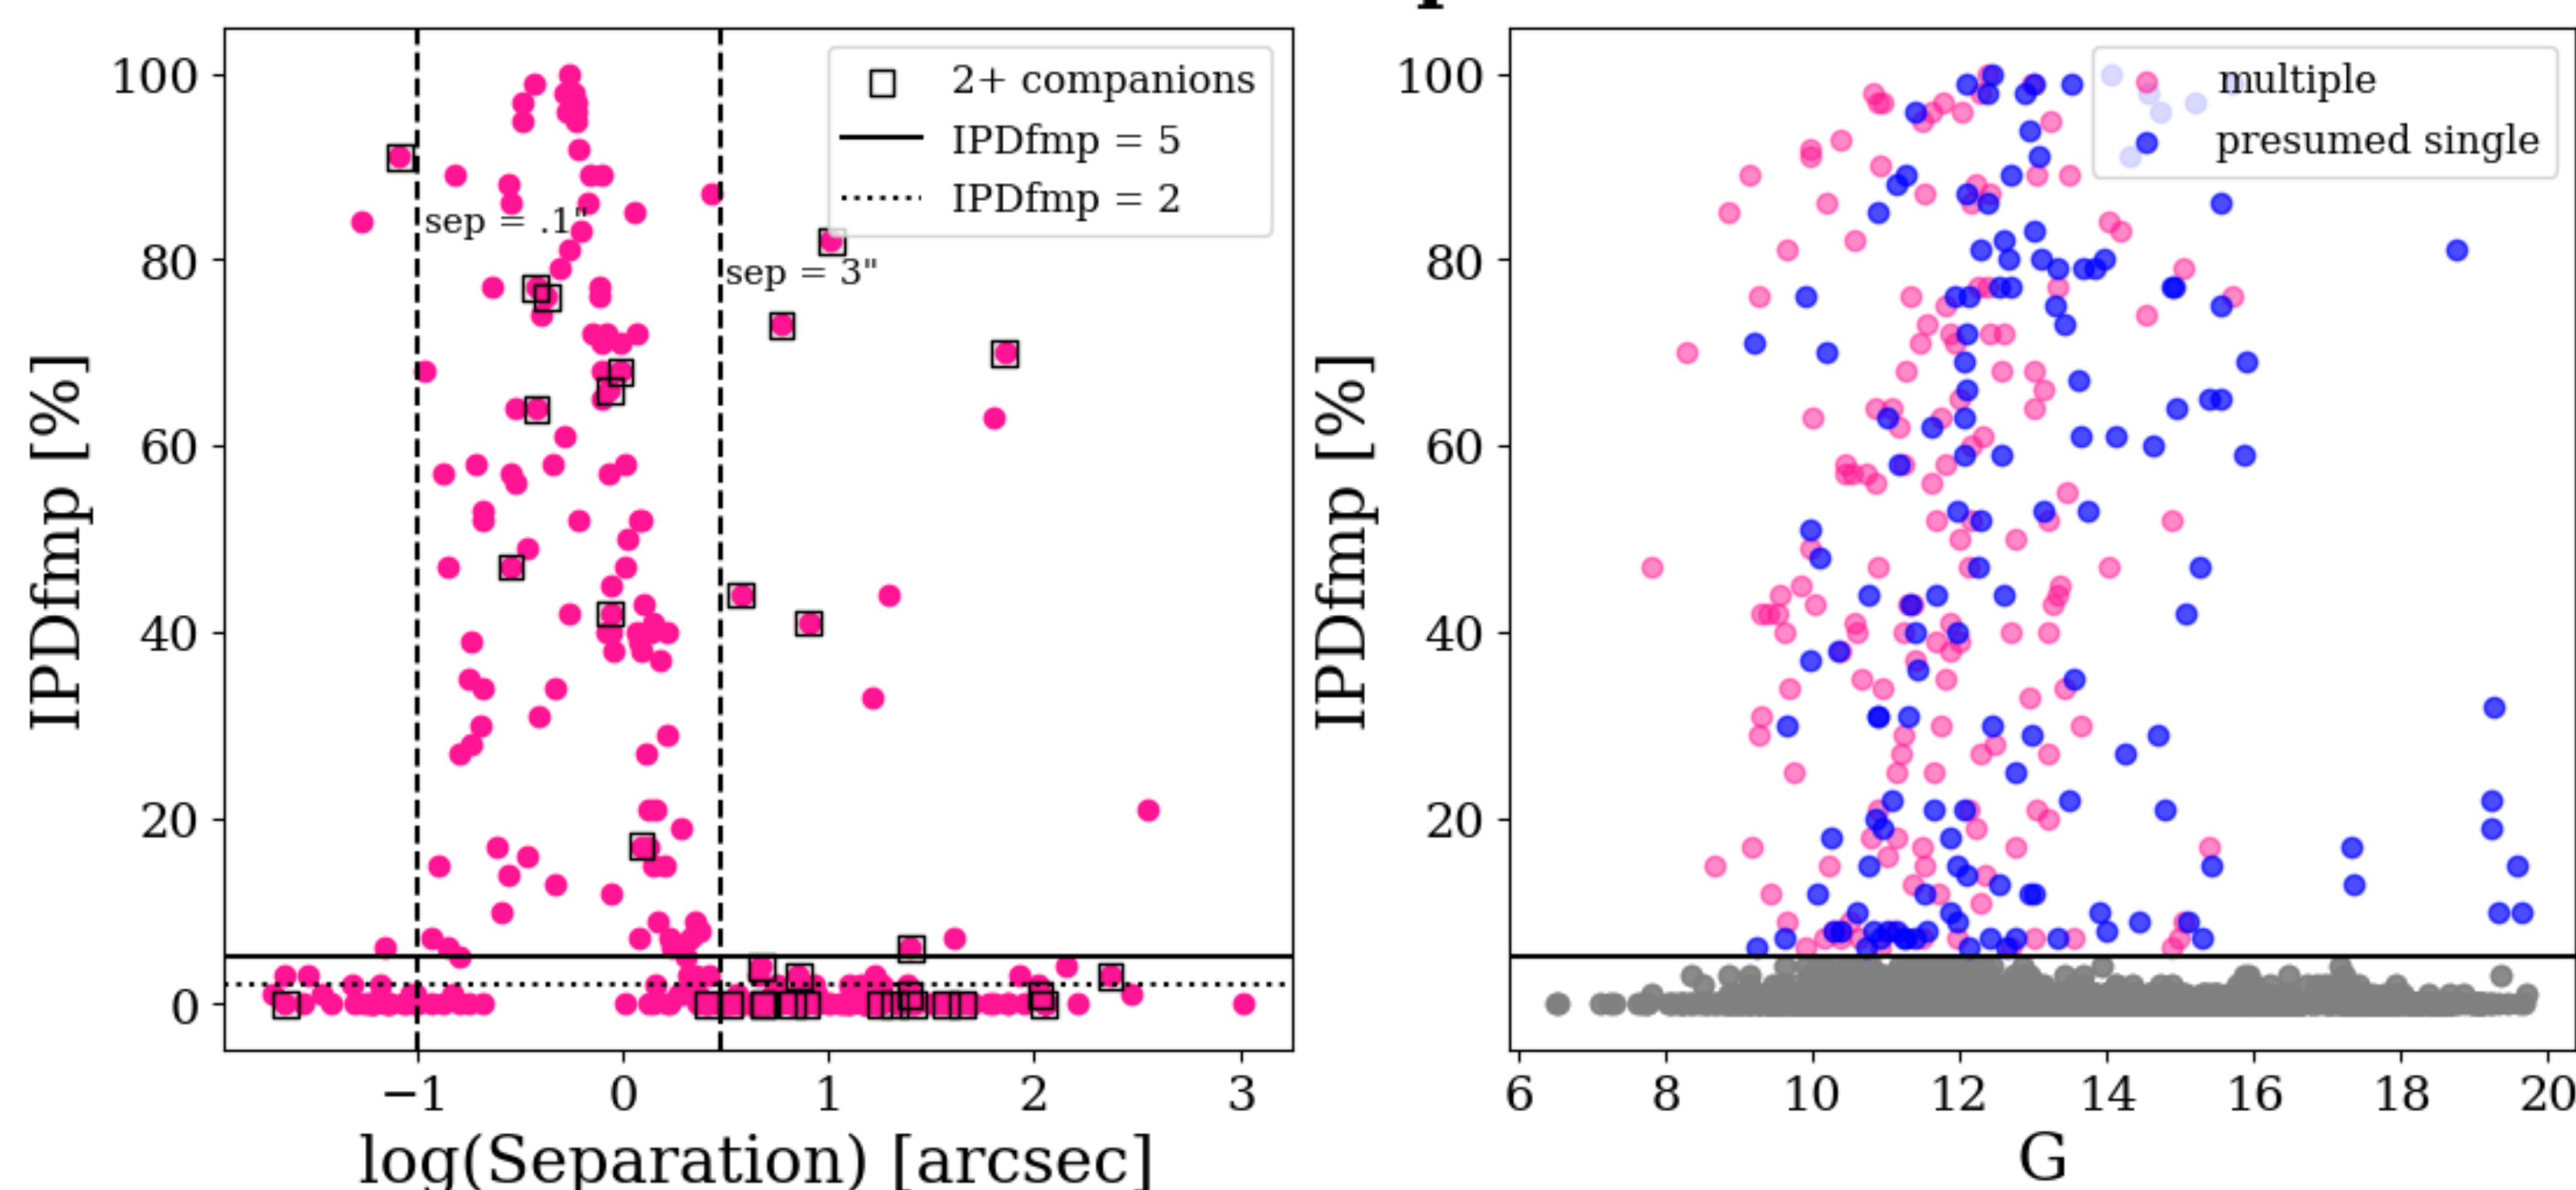 100
80
60
40
20
0
IPDfmp [%]
sep = .1"
sep = 3"
2+ companions
IPDfmp = 5
IPDfmp = 2
−1 0 1 2 3
log(Separation) [arcsec]
100
80
60
40
20
IPDfmp [%]
multiple
presumed single
6 8 10 12 14 16 18 20
G